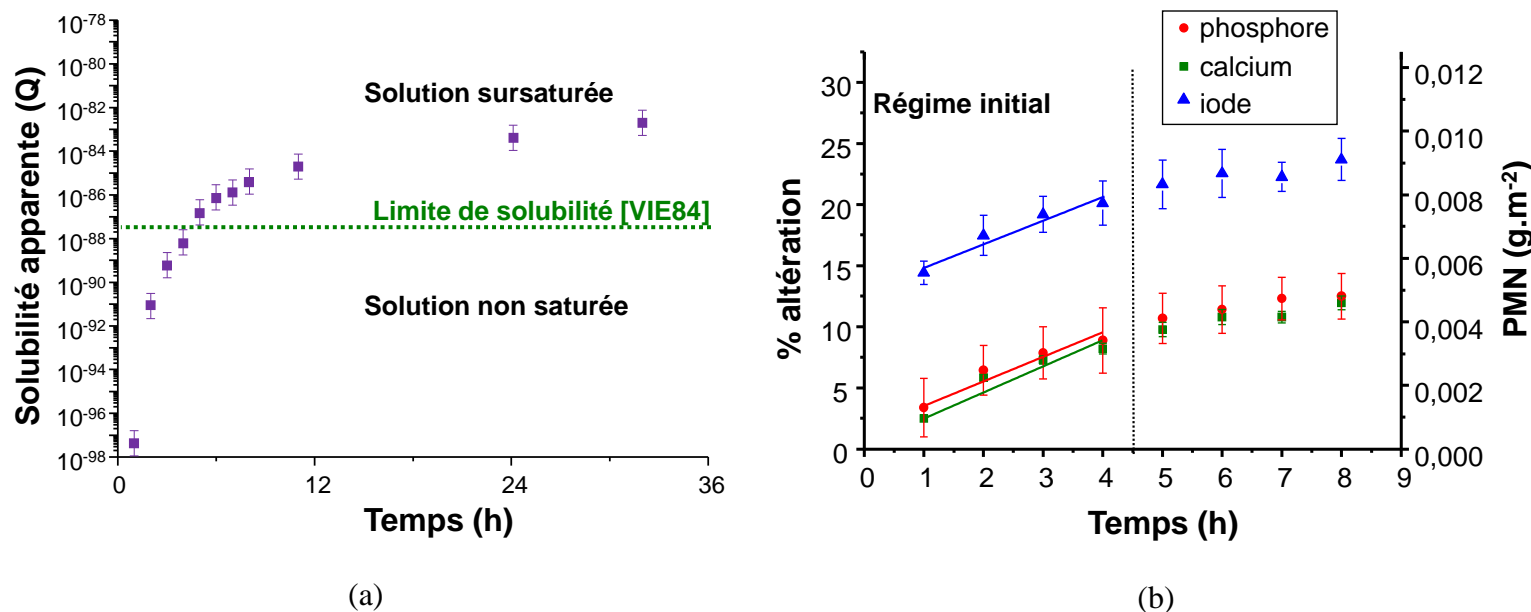 Solubilité apparente (Q)
10-78
10-80
10-82
10-84
10-86
10-88
10-90
10-92
10-94
10-96
10-98
Solution sursaturée
Limite de solubilité [VIE84]
Solution non saturée
0 12 24 36
Temps (h)
(a)
phosphore
calcium
iode
Régime initial
% altération
30
25
20
15
10
5
0
0 1 2 3 4 5 6 7 8 9
Temps (h)
0,012
0,010
0,008
0,006
0,004
0,002
0,000
PMN (g.m-2)
(b)